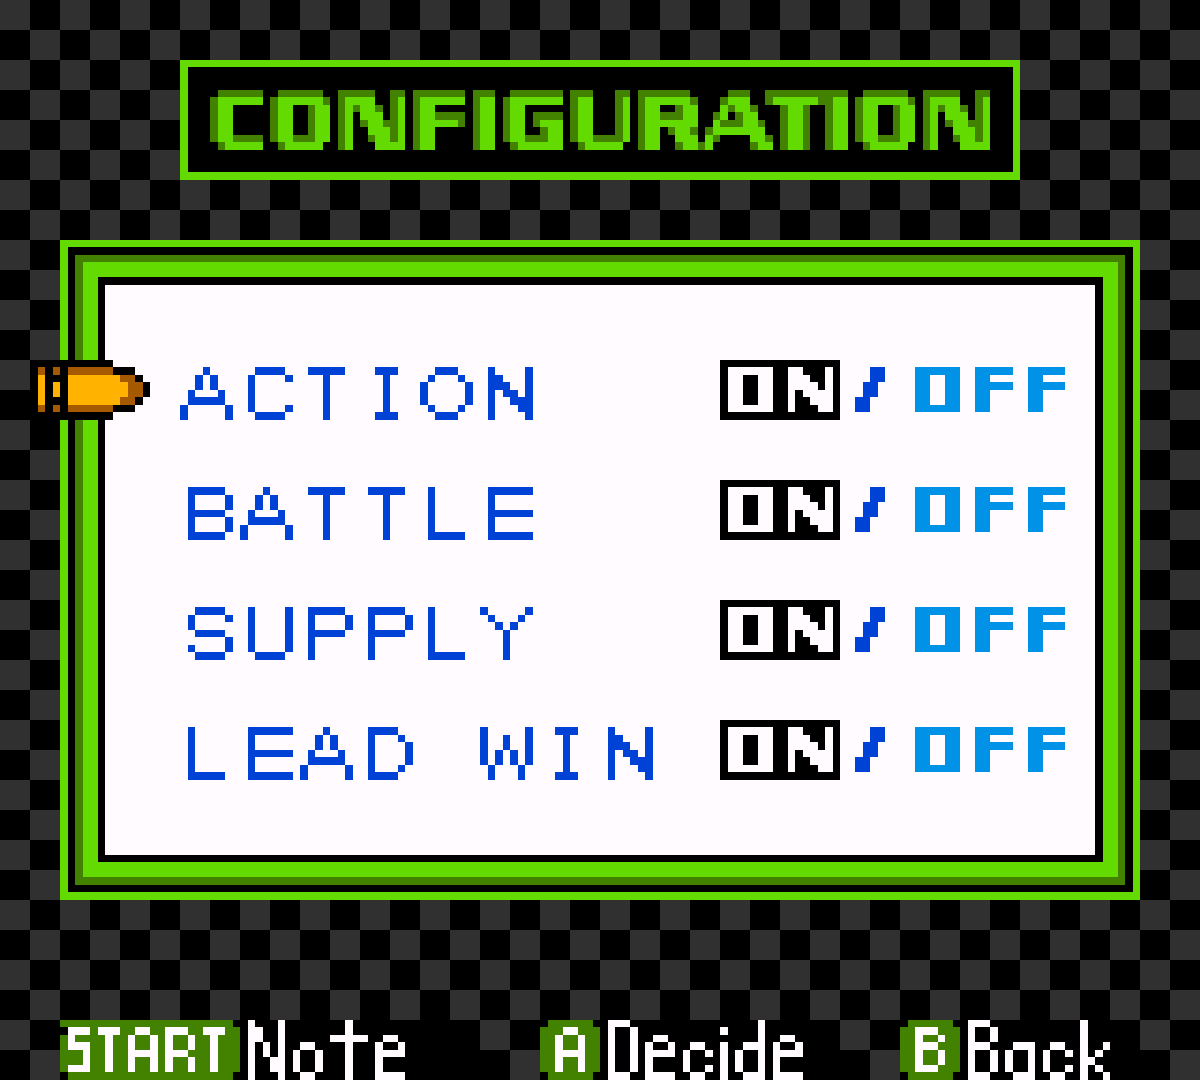 CONFIGURATION
ACTION ON/OFF
BATTLE ON/OFF
SUPPLY ON/OFF
LEAD WIN ON/OFF
START Note A Decide B Back